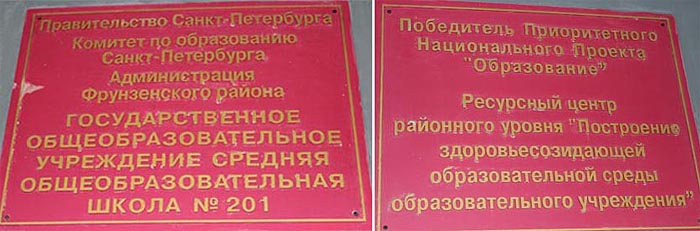 Правительство Санкт-Петербурга
Комитет по образованию
Санкт-Петербурга
Администрация
Фрунзенского района
ГОСУДАРСТВЕННОЕ
ОБЩЕОБРАЗОВАТЕЛЬНОЕ
УЧРЕЖДЕНИЕ СРЕДНЯЯ
ОБЩЕОБРАЗОВАТЕЛЬНАЯ
ШКОЛА № 201
Победитель Приоритетного
Национального Проекта
"Образование"
Ресурсный центр
районного уровня "Построение
здоровьесозидающей
образовательной среды
образовательного учреждения"